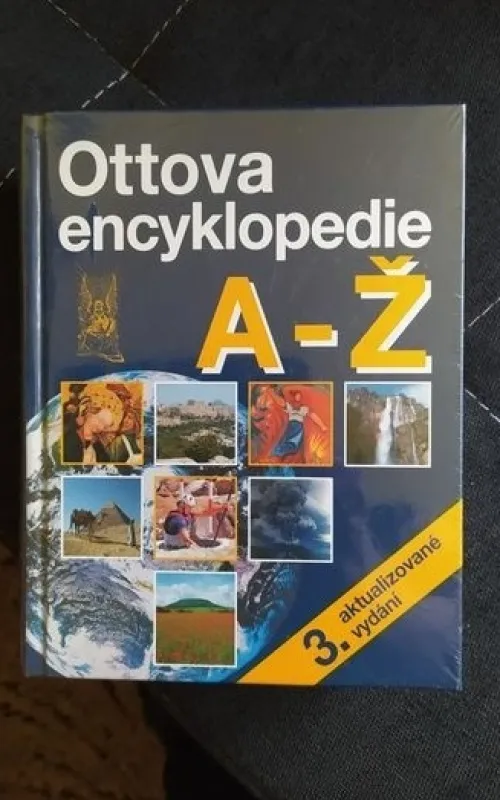 Ottova
encyklopedie
A-Ž
3. aktualizované
vydání